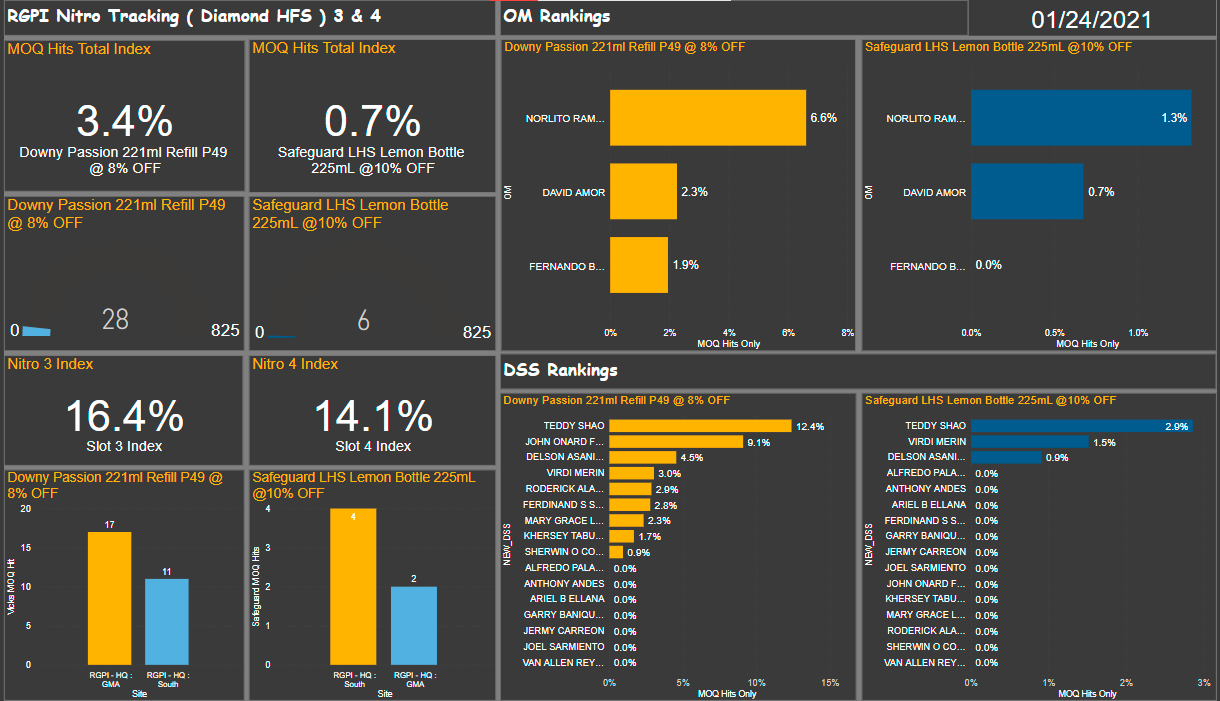 RGPI Nitro Tracking ( Diamond HFS ) 3 & 4
OM Rankings
01/24/2021
MOQ Hits Total Index
3.4%
Downy Passion 221ml Refill P49
@ 8% OFF
MOQ Hits Total Index
0.7%
Safeguard LHS Lemon Bottle
225mL @10% OFF
Downy Passion 221ml Refill P49
@ 8% OFF
0
28
825
Safeguard LHS Lemon Bottle
225mL @10% OFF
0
6
825
Nitro 3 Index
16.4%
Slot 3 Index
Nitro 4 Index
14.1%
Slot 4 Index
Downy Passion 221ml Refill P49 @
8% OFF
Vicks MOQ Hit
20
15
10
5
0
17
11
RGPI - HQ :
GMA
RGPI - HQ :
South
Site
Safeguard LHS Lemon Bottle 225mL
@10% OFF
Safeguard MOQ Hits
4
3
2
1
0
4
2
RGPI - HQ :
South
RGPI - HQ :
GMA
Site
Downy Passion 221ml Refill P49 @ 8% OFF
OM
NORLITO RAM... 6.6%
DAVID AMOR 2.3%
FERNANDO B... 1.9%
0% 2% 4% 6% 8%
MOQ Hits Only
Safeguard LHS Lemon Bottle 225mL @10% OFF
OM
NORLITO RAM... 1.3%
DAVID AMOR 0.7%
FERNANDO B... 0.0%
0.0% 0.5% 1.0%
MOQ Hits Only
DSS Rankings
Downy Passion 221ml Refill P49 @ 8% OFF
NEW_DSS
TEDDY SHAO 12.4%
JOHN ONARD F... 9.1%
DELSON ASANI... 4.5%
VIRDI MERIN 3.0%
RODERICK ALA... 2.9%
FERDINAND S S... 2.8%
MARY GRACE L... 2.3%
KHERSEY TABU... 1.7%
SHERWIN O CO... 0.9%
ALFREDO PALA... 0.0%
ANTHONY ANDES 0.0%
ARIEL B ELLANA 0.0%
GARRY BANIQU... 0.0%
JERMY CARREON 0.0%
JOEL SARMIENTO 0.0%
VAN ALLEN REY... 0.0%
0% 5% 10% 15%
MOQ Hits Only
Safeguard LHS Lemon Bottle 225mL @10% OFF
NEW_DSS
TEDDY SHAO 2.9%
VIRDI MERIN 1.5%
DELSON ASANI... 0.9%
ALFREDO PALA... 0.0%
ANTHONY ANDES 0.0%
ARIEL B ELLANA 0.0%
FERDINAND S S... 0.0%
GARRY BANIQU... 0.0%
JERMY CARREON 0.0%
JOEL SARMIENTO 0.0%
JOHN ONARD F... 0.0%
KHERSEY TABU... 0.0%
MARY GRACE L... 0.0%
RODERICK ALA... 0.0%
SHERWIN O CO... 0.0%
VAN ALLEN REY... 0.0%
0% 1% 2% 3%
MOQ Hits Only